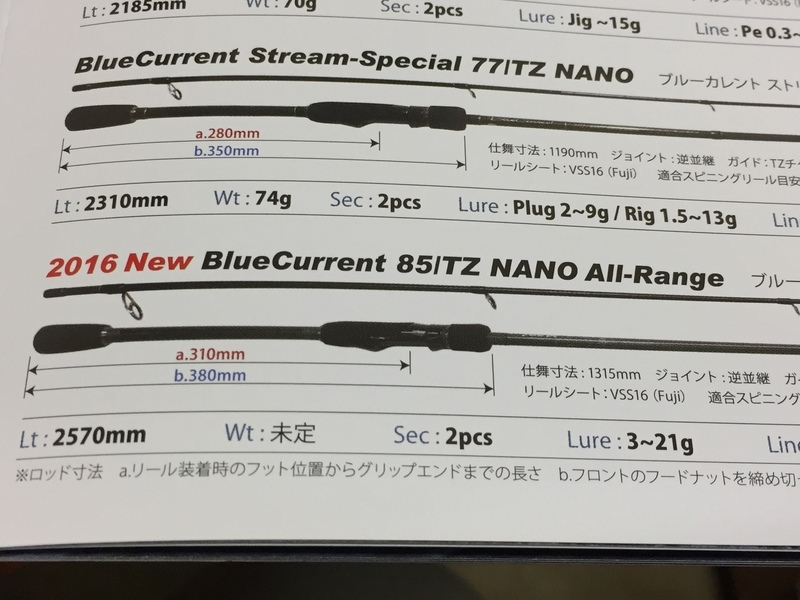 Lt : 2185mm Wt : 70g Sec : 2pcs Lure : Jig ~15g Line : Pe 0.3~
BlueCurrent Stream-Special 77/TZ NANO ブルーカレント ストリ
a.280mm
b.350mm
仕舞寸法 : 1190mm ジョイント : 逆並継 ガイド : TZチ
リールシート : VSS16 (Fuji) 適合スピニングリール目安
Lt : 2310mm Wt : 74g Sec : 2pcs Lure : Plug 2~9g / Rig 1.5~13g Lin
2016 New BlueCurrent 85/TZ NANO All-Range ブルー
a.310mm
b.380mm
仕舞寸法 : 1315mm ジョイント : 逆並継 ガ
リールシート : VSS16 (Fuji) 適合スピニング
Lt : 2570mm Wt : 未定 Sec : 2pcs Lure : 3~21g Line
※ロッド寸法 a.リール装着時のフット位置からグリップエンドまでの長さ b.フロントのフードナットを締め切